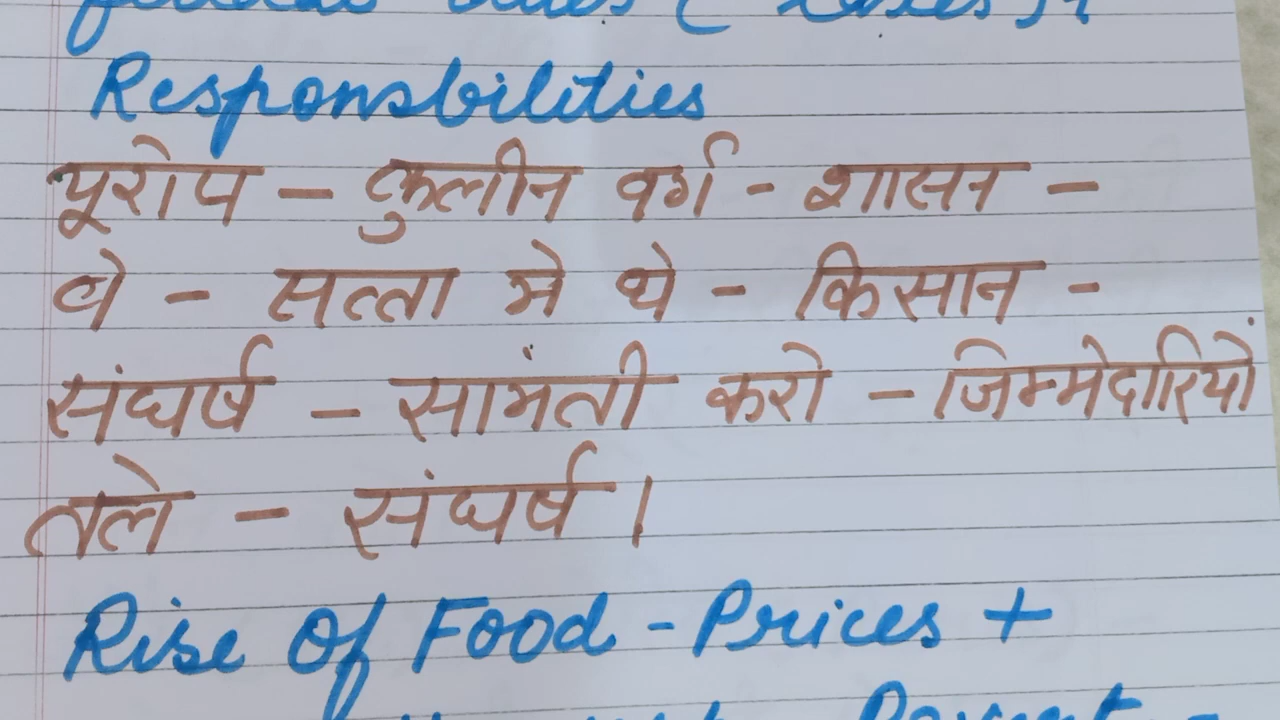 Responsbilities
यूरोप - कुलीन वर्ग - शासन -
वे - सत्ता मे थे - किसान -
संघर्ष - सामंती करो - जिम्मेदारियों
तले - संघर्ष ।
Rise Of Food - Prices +